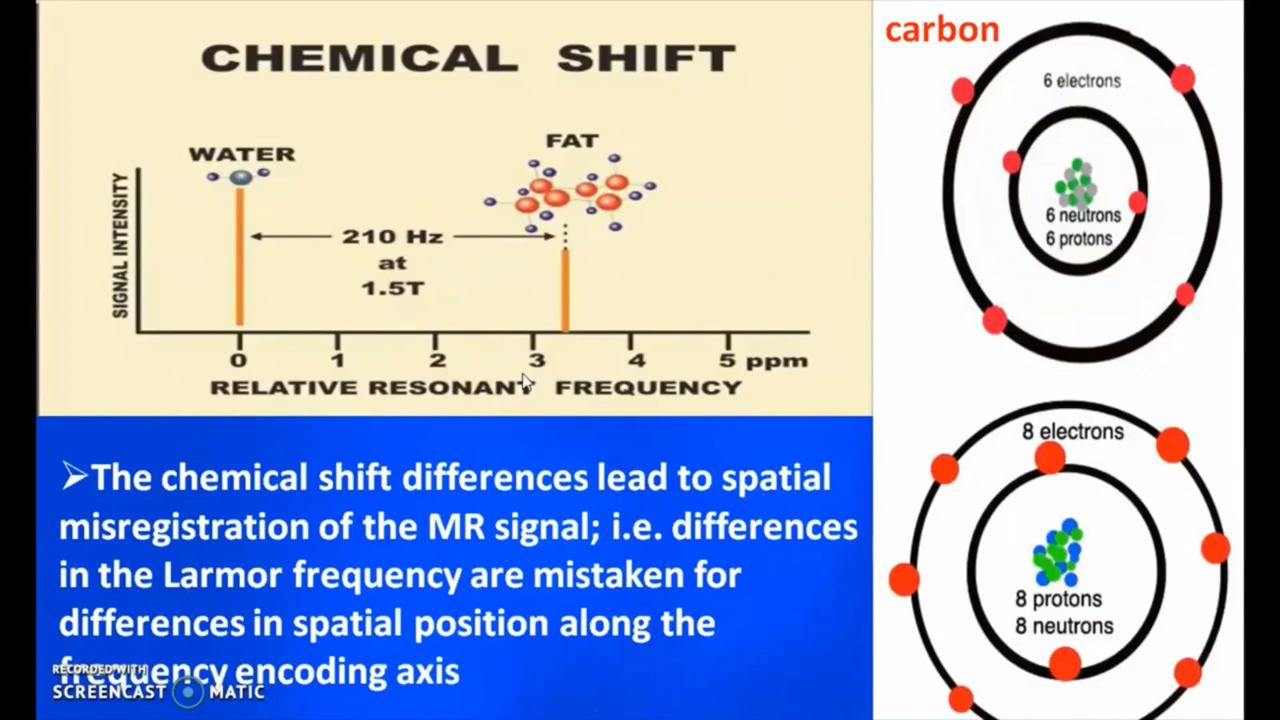 CHEMICAL SHIFT
WATER
FAT
SIGNAL INTENSITY
210 Hz
at
1.5T
0 1 2 3 4 5 ppm
RELATIVE RESONANT FREQUENCY
➢The chemical shift differences lead to spatial
misregistration of the MR signal; i.e. differences
in the Larmor frequency are mistaken for
differences in spatial position along the
frequency encoding axis
RECORDED WITH
SCREENCAST MATIC
carbon
6 electrons
6 neutrons
6 protons
8 electrons
8 protons
8 neutrons